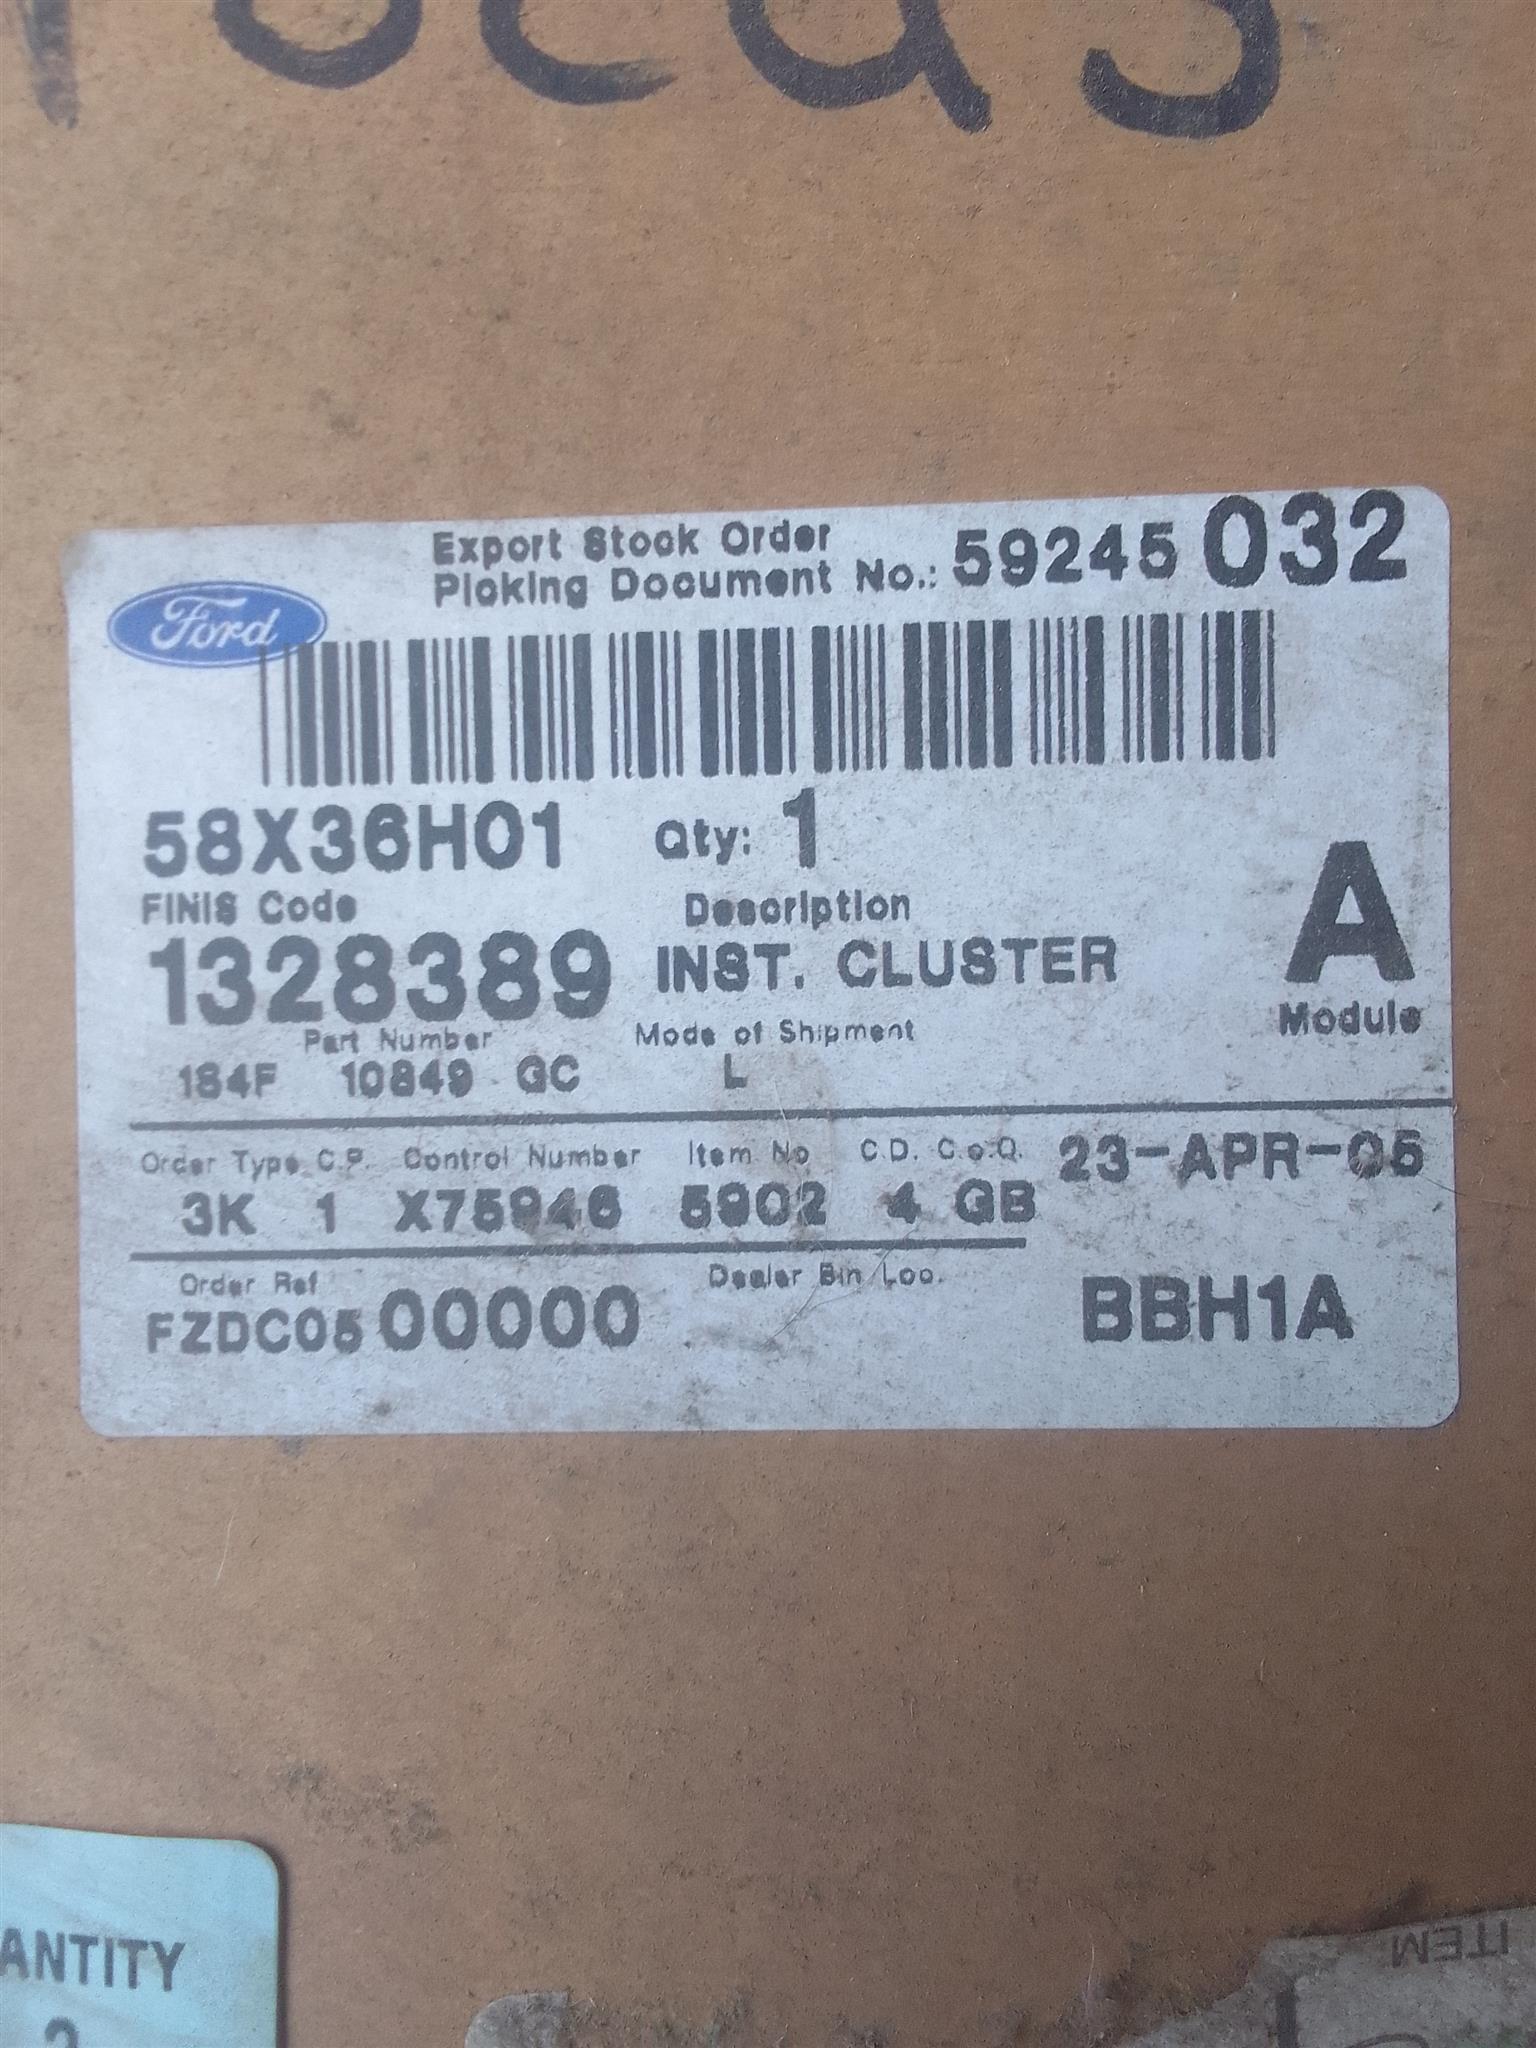 Focus
Export Stock Order
Picking Document No.: 59245 032
Ford
58X36H01 Qty: 1
FINIS Code Description
1328389 INST. CLUSTER A
Part Number Mode of Shipment Module
184F 10849 GC L
Order Type C.P. Control Number Item No C.D. C.o.O. 23-APR-05
3K 1 X75946 5902 4 GB
Order Ref Dealer Bin Loc.
FZDC05 00000 BBH1A
ANTITY
ITEM